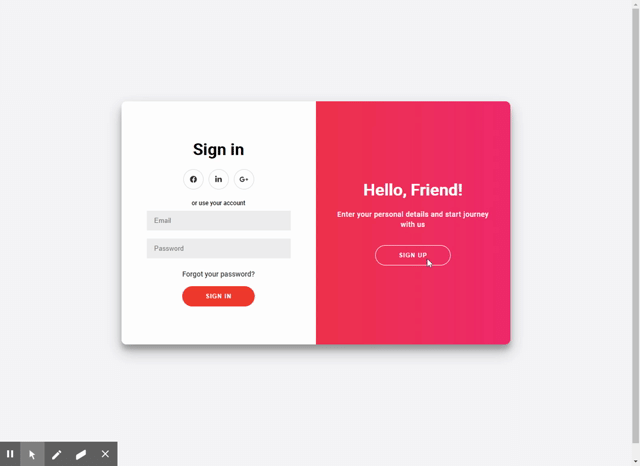 Sign in
in
G+
or use your account
Email
Password
Forgot your password?
SIGN IN
Hello, Friend!
Enter your personal details and start journey
with us
SIGN UP